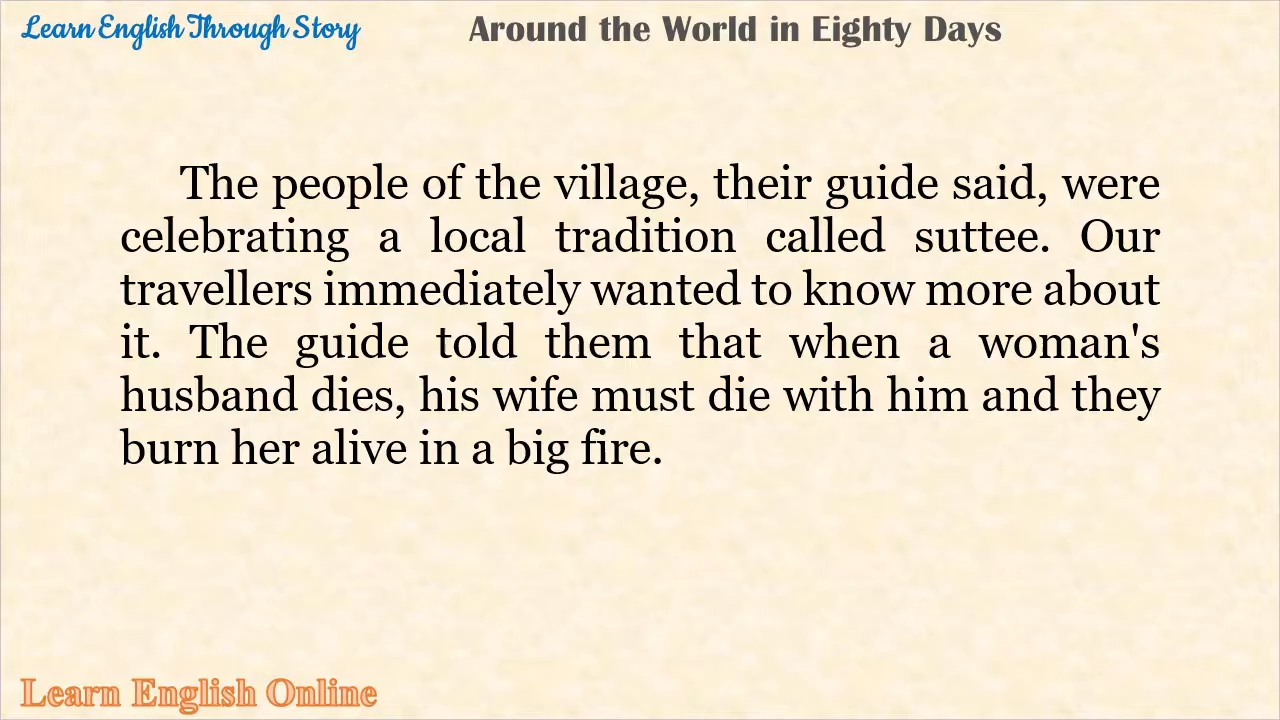 Learn English Through Story
Around the World in Eighty Days
The people of the village, their guide said, were
celebrating a local tradition called suttee. Our
travellers immediately wanted to know more about
it. The guide told them that when a woman's
husband dies, his wife must die with him and they
burn her alive in a big fire.
Learn English Online